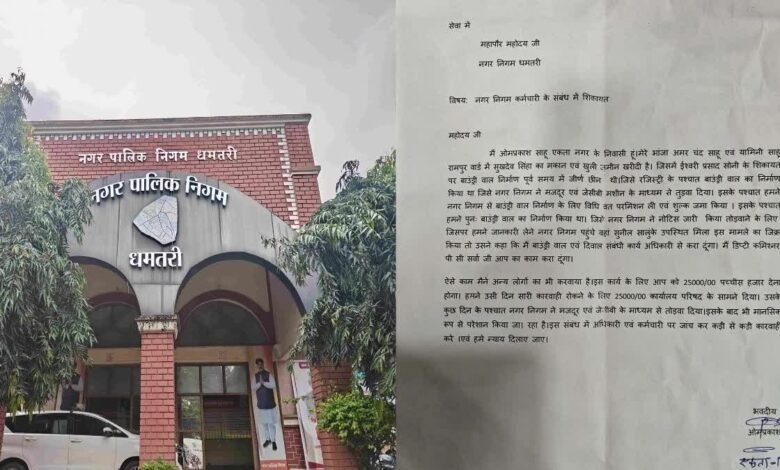 नगर पालिक निगम धमतरी
नगर पालिक निगम
धमतरी
सेवा में
महापौर महोदय जी
नगर निगम धमतरी
विषय: नगर निगम कर्मचारी के संबंध में शिकायत
महोदय जी
में ओमप्रकाश साहू एकता नगर के निवासी हूं।मेरे भांजा अमर चंद साहू एवं यामिनी साहू
रामपुर वार्ड में सुखदेव सिंहा का मकान एवं खुली जमीन खरीदी है। जिसमें ईश्वरी प्रसाद सोनी के शिकायत
पर बाउंड्री वाल का निर्माण पूर्व समय में जीर्ण छीन था।जिसे रजिस्ट्री के पश्चात बाउंड्री वाल का निर्माण
किया था जिसे नगर निगम ने मजदूर एवं जेसीबी मशीन के माध्यम से तुड़वा दिया। इसके पश्चात हमने
नगर निगम से बाउंड्री वाल निर्माण के लिए विधि वत परमिशन ली एवं शुल्क जमा किया । इसके पश्चात
हमने पुनः बाउंड्री वाल का निर्माण किया था। जिसे नगर निगम ने नोटिस जारी किया तोड़वाने के लिए
जिसपर हमने जानकारी लेने नगर निगम पहुंचे वहां सुनील सालुंके उपस्थित मिला इस मामले का जिक्र
किया तो उसने कहा कि मैं बाउंड्री वॉल एवं दिवाल संबंधी कार्य अधिकारी से करा दूंगा। मैं डिप्टी कमिश्नर
पी सी सर्वा जी आप का काम करा दूंगा।
ऐसे काम मैने अन्य लोगों का भी करवाया है।इस कार्य के लिए आप को 25000/00 पच्चीस हजार देना
होगा। हमने उसी दिन सारी कारवाही रोकने के लिए 25000/00 कार्यालय परिषद के सामने दिया। उसके
कुछ दिन के पश्चात नगर निगम ने मजदूर एवं जेसीबी के माध्यम से तोड़वा दिया।इसके बाद भी मानसिक
रूप से परेशान किया जा। रहा है।इस संबंध में अधिकारी एवं कर्मचारी पर जांच कर कड़ी से कड़ी कारवाही
करे ।एवं हमे न्याय दिलाए जाए।
भवदीय
ओमप्रकाश
एकता-